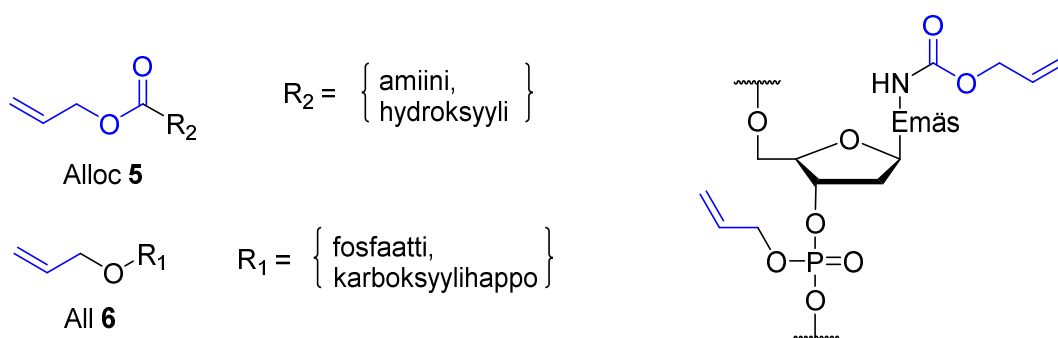 O
O
R2
Alloc 5
R2 =
amiini,
hydroksyyli
O
R1
All 6
R1 =
fosfaatti,
karboksyylihappo
O
HN
O
Emäs
O
O
O
O
P
O
O